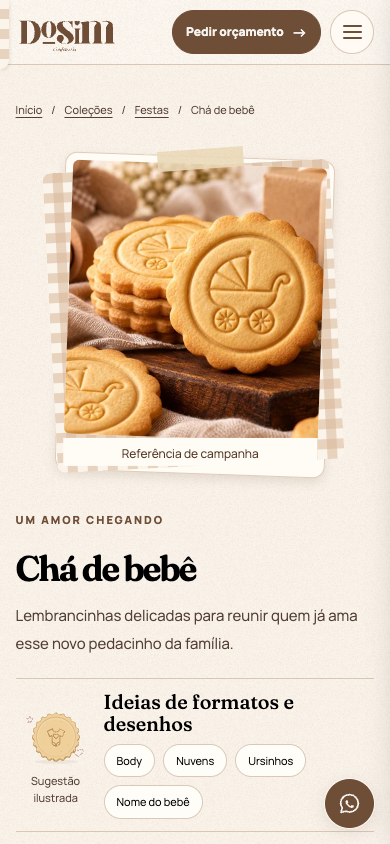 DoSim
confeitaria
Pedir orçamento →
Início / Coleções / Festas / Chá de bebê
Referência de campanha
UM AMOR CHEGANDO
Chá de bebê
Lembrancinhas delicadas para reunir quem já ama
esse novo pedacinho da família.
Ideias de formatos e
desenhos
Body
Nuvens
Ursinhos
Nome do bebê
Sugestão
ilustrada